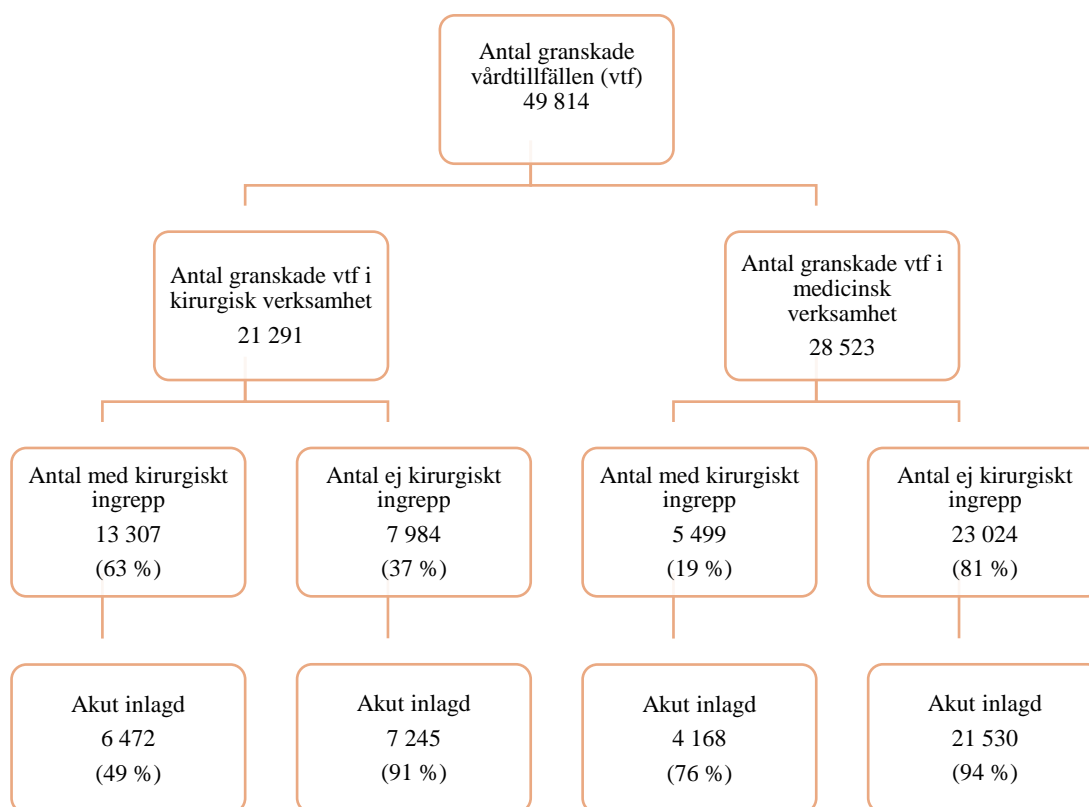 Antal granskade
vårdtillfällen (vtf)
49 814
Antal granskade vtf i
kirurgisk verksamhet
21 291
Antal granskade vtf i
medicinsk
verksamhet
28 523
Antal med kirurgiskt
ingrepp
13 307
(63 %)
Antal ej kirurgiskt
ingrepp
7 984
(37 %)
Antal med kirurgiskt
ingrepp
5 499
(19 %)
Antal ej kirurgiskt
ingrepp
23 024
(81 %)
Akut inlagd
6 472
(49 %)
Akut inlagd
7 245
(91 %)
Akut inlagd
4 168
(76 %)
Akut inlagd
21 530
(94 %)